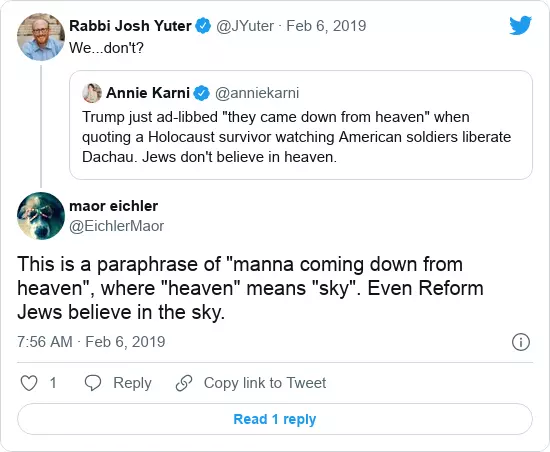 Rabbi Josh Yuter @JYuter · Feb 6, 2019
We...don't?
Annie Karni @anniekarni
Trump just ad-libbed "they came down from heaven" when
quoting a Holocaust survivor watching American soldiers liberate
Dachau. Jews don't believe in heaven.
maor eichler
@EichlerMaor
This is a paraphrase of "manna coming down from
heaven", where "heaven" means "sky". Even Reform
Jews believe in the sky.
7:56 AM · Feb 6, 2019
1 Reply Copy link to Tweet
Read 1 reply